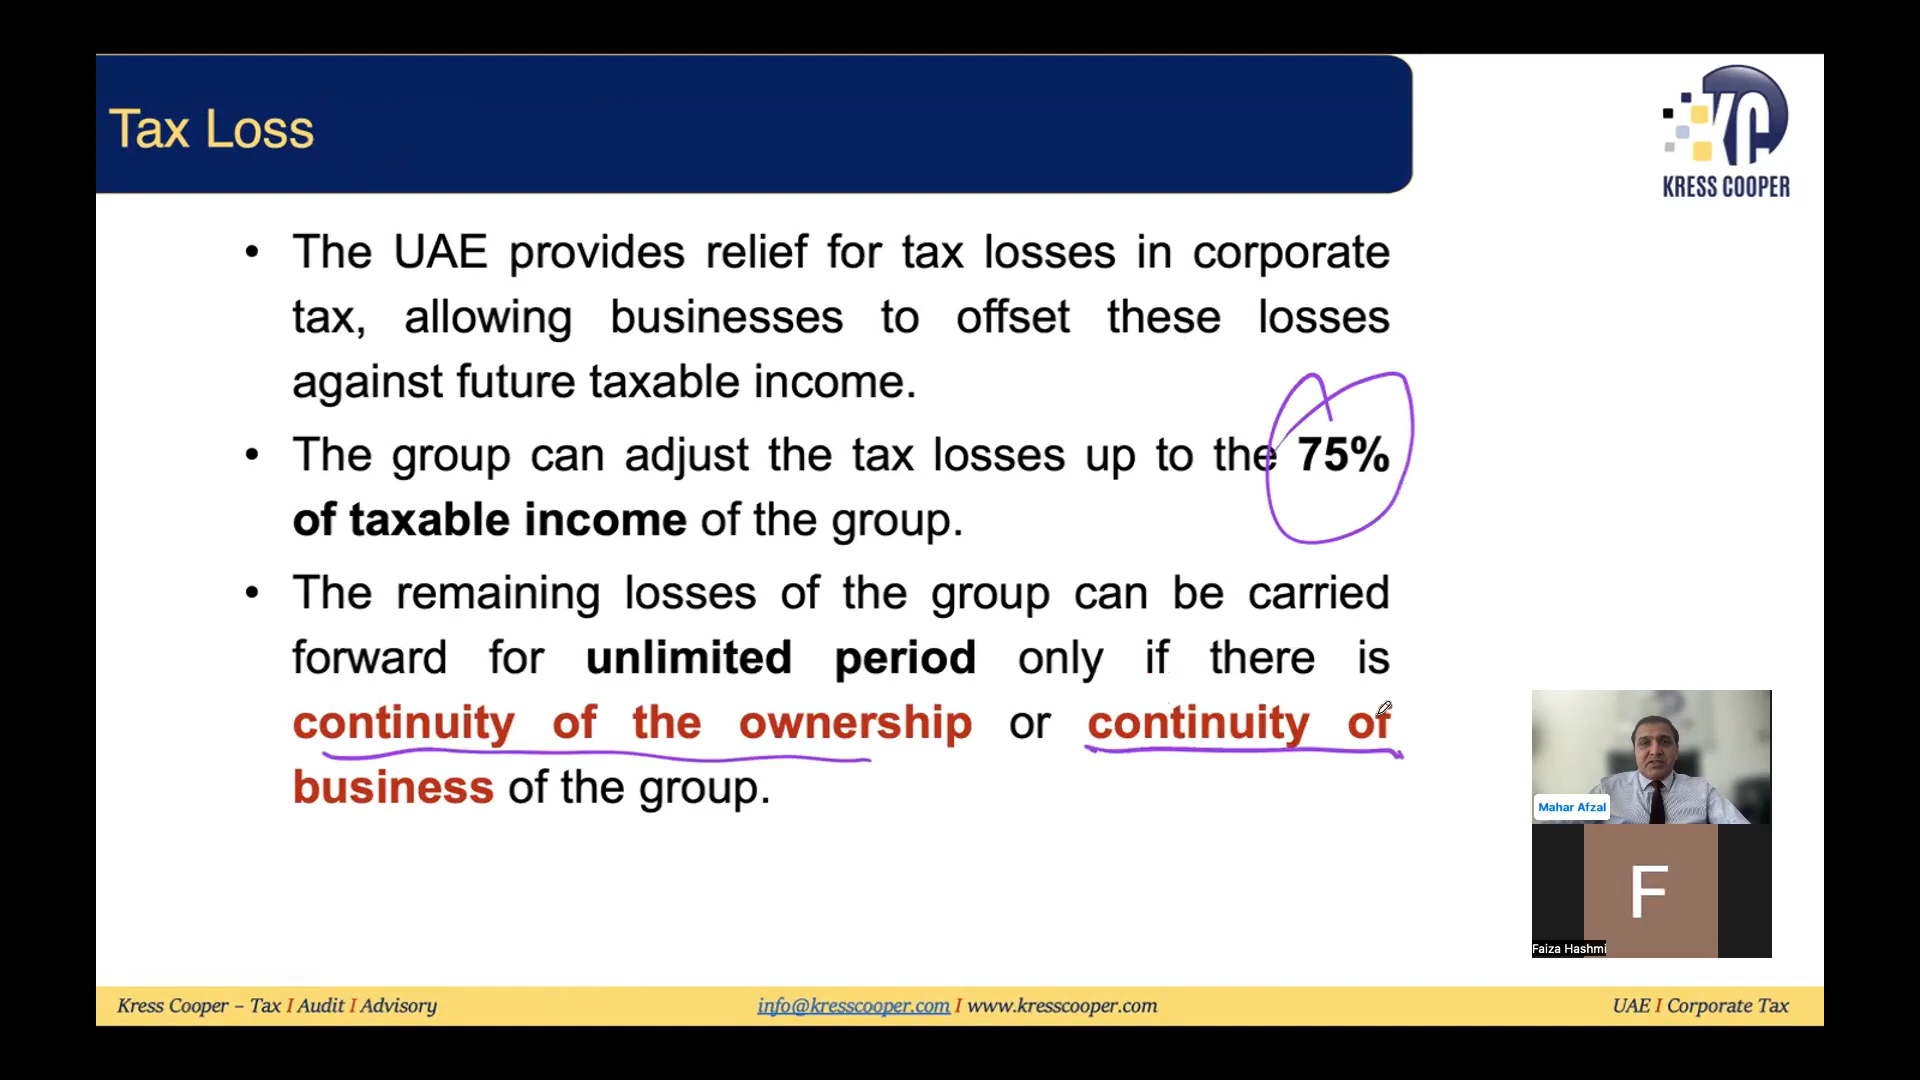 Tax Loss
KRESS COOPER
• The UAE provides relief for tax losses in corporate
tax, allowing businesses to offset these losses
against future taxable income.
• The group can adjust the tax losses up to the 75%
of taxable income of the group.
• The remaining losses of the group can be carried
forward for unlimited period only if there is
continuity of the ownership or continuity of
business of the group.
Mahar Afzal
F
Faiza Hashmi
Kress Cooper – Tax I Audit I Advisory
info@kresscooper.com I www.kresscooper.com
UAE I Corporate Tax